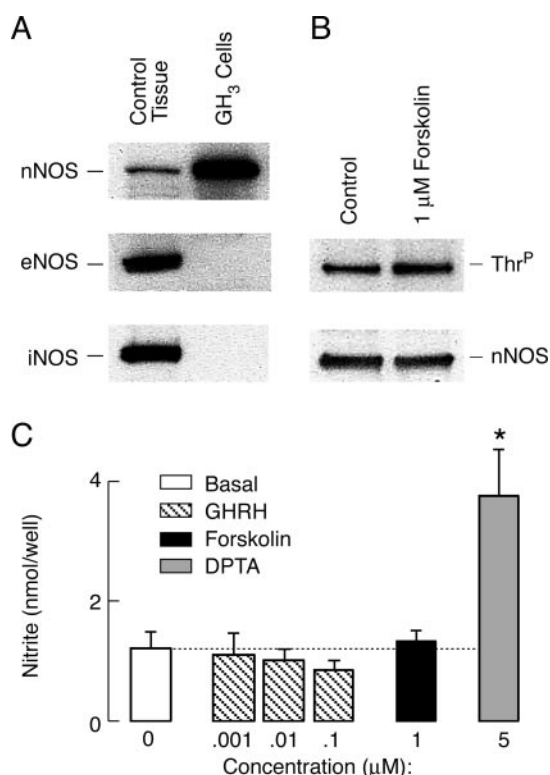 A
Control
Tissue
GH3 Cells
nNOS
eNOS
iNOS
B
Control
1 μM Forskolin
ThrP
nNOS
C
*
4
2
0
Nitrite (nmol/well)
Basal
GHRH
Forskolin
DPTA
0 .001 .01 .1 1 5
Concentration (μM):